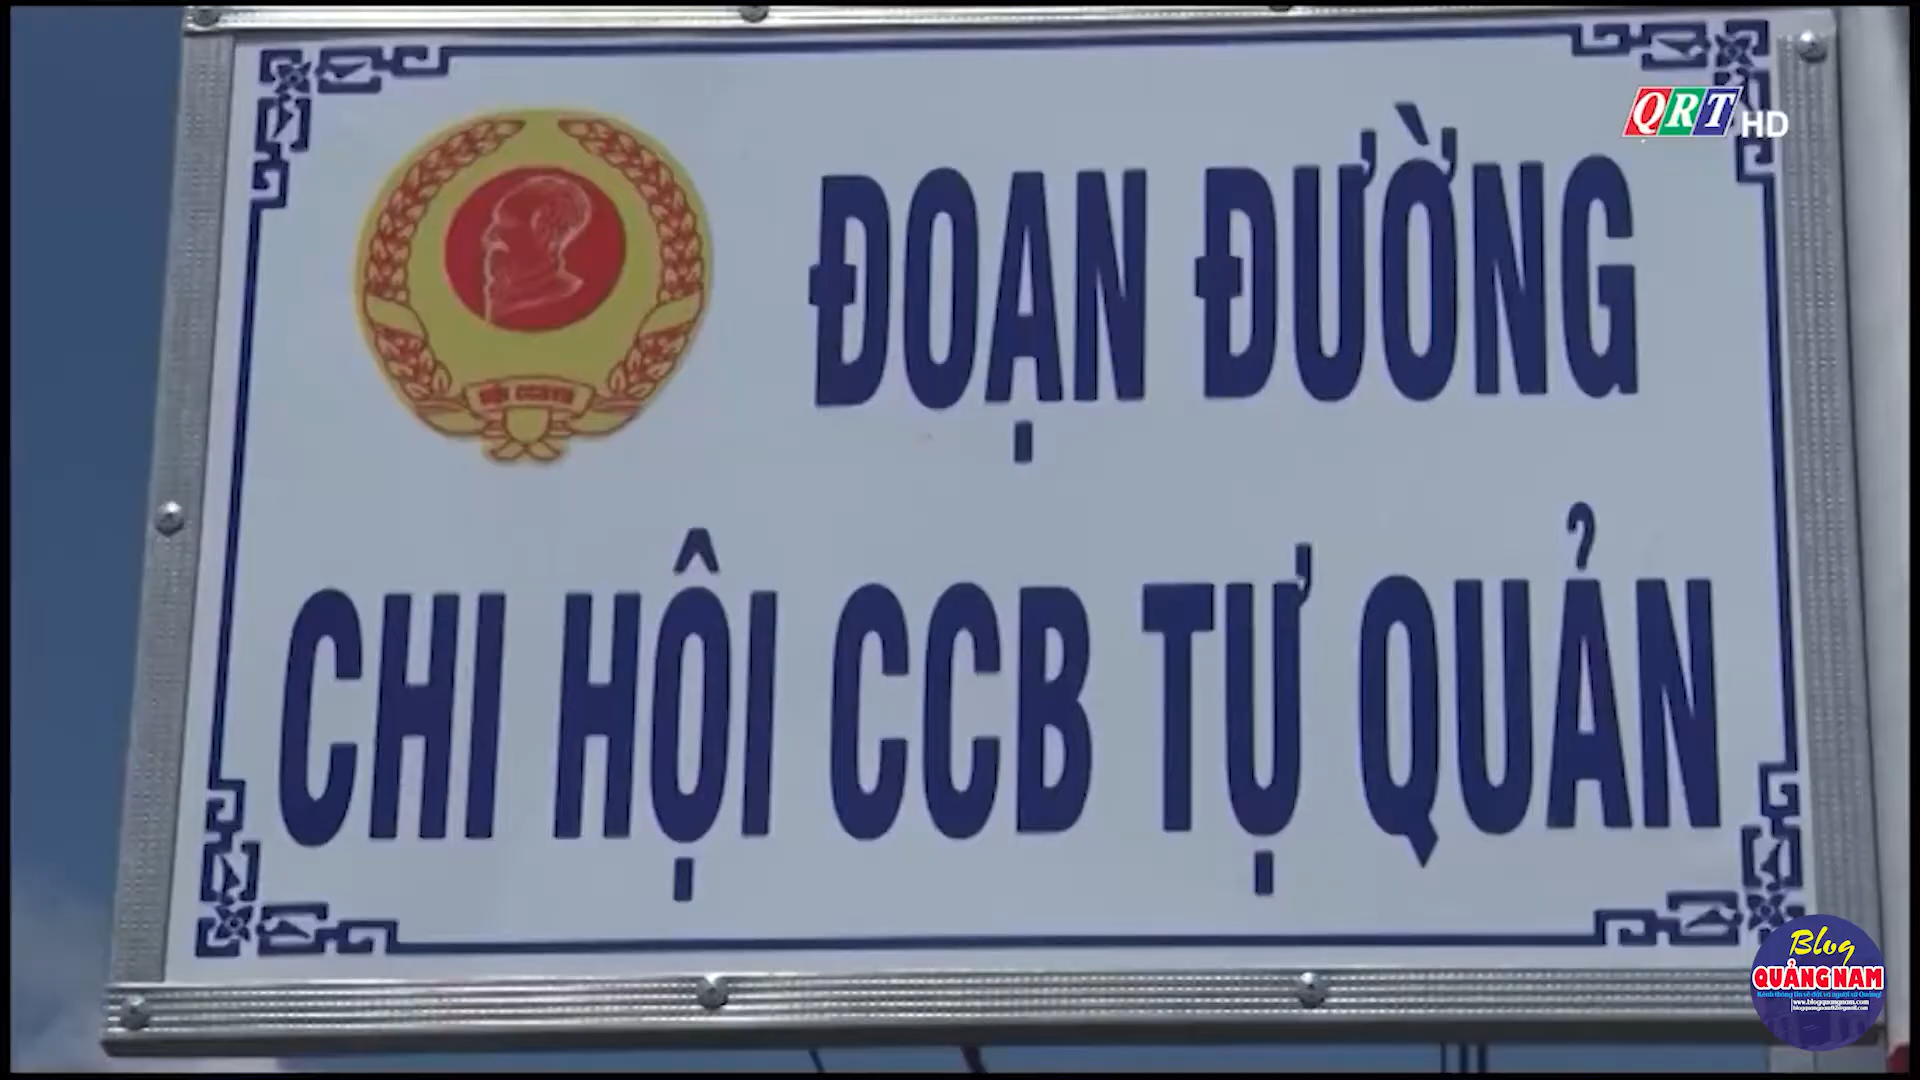 QRT HD
ĐOẠN ĐƯỜNG
CHI HỘI CCB TỰ QUẢN
Blog
QUẢNG NAM